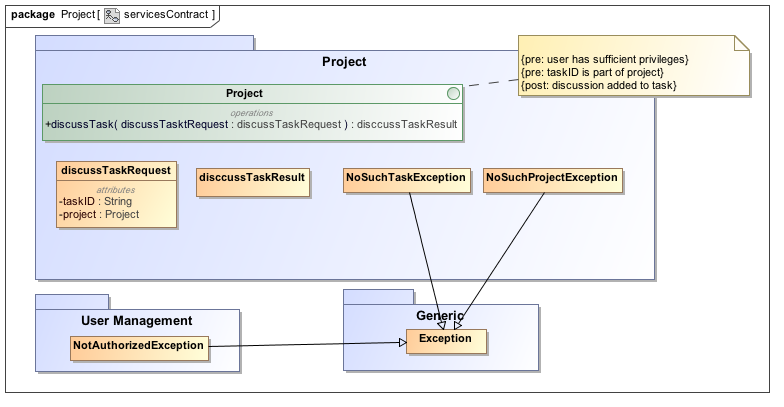 package Project [ servicesContract ]
Project
{pre: user has sufficient privileges}
{pre: taskID is part of project}
{post: discussion added to task}
Project
operations
+discussTask( discussTasktRequest : discussTaskRequest ) : disccussTaskResult
discussTaskRequest
attributes
-taskID : String
-project : Project
disccussTaskResult
NoSuchTaskException
NoSuchProjectException
User Management
NotAuthorizedException
Generic
Exception